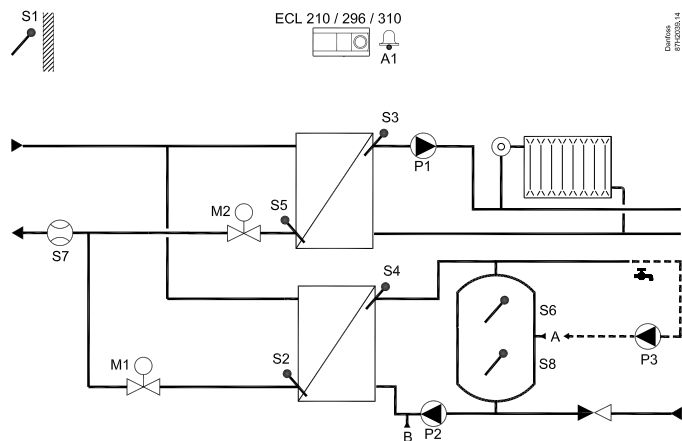 S1
ECL 210 / 296 / 310
A1
Danfoss
87H2039.14
S3
P1
M2
S5
S7
S4
S6
A
S8
P3
M1
S2
P2
B